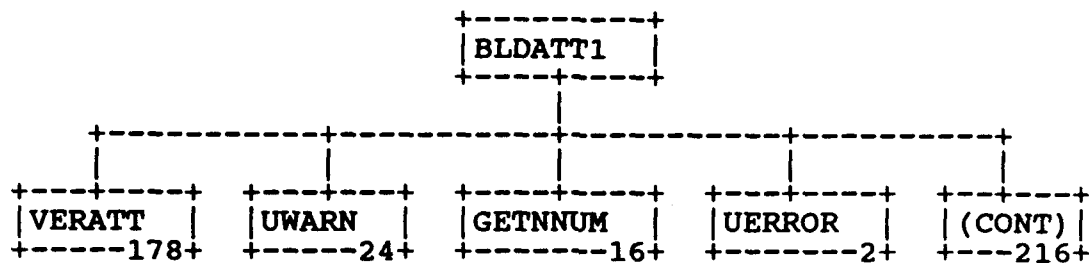 BLDATT1
VERATT UWARN GETNNUM UERROR (CONT)
178 24 16 2 216